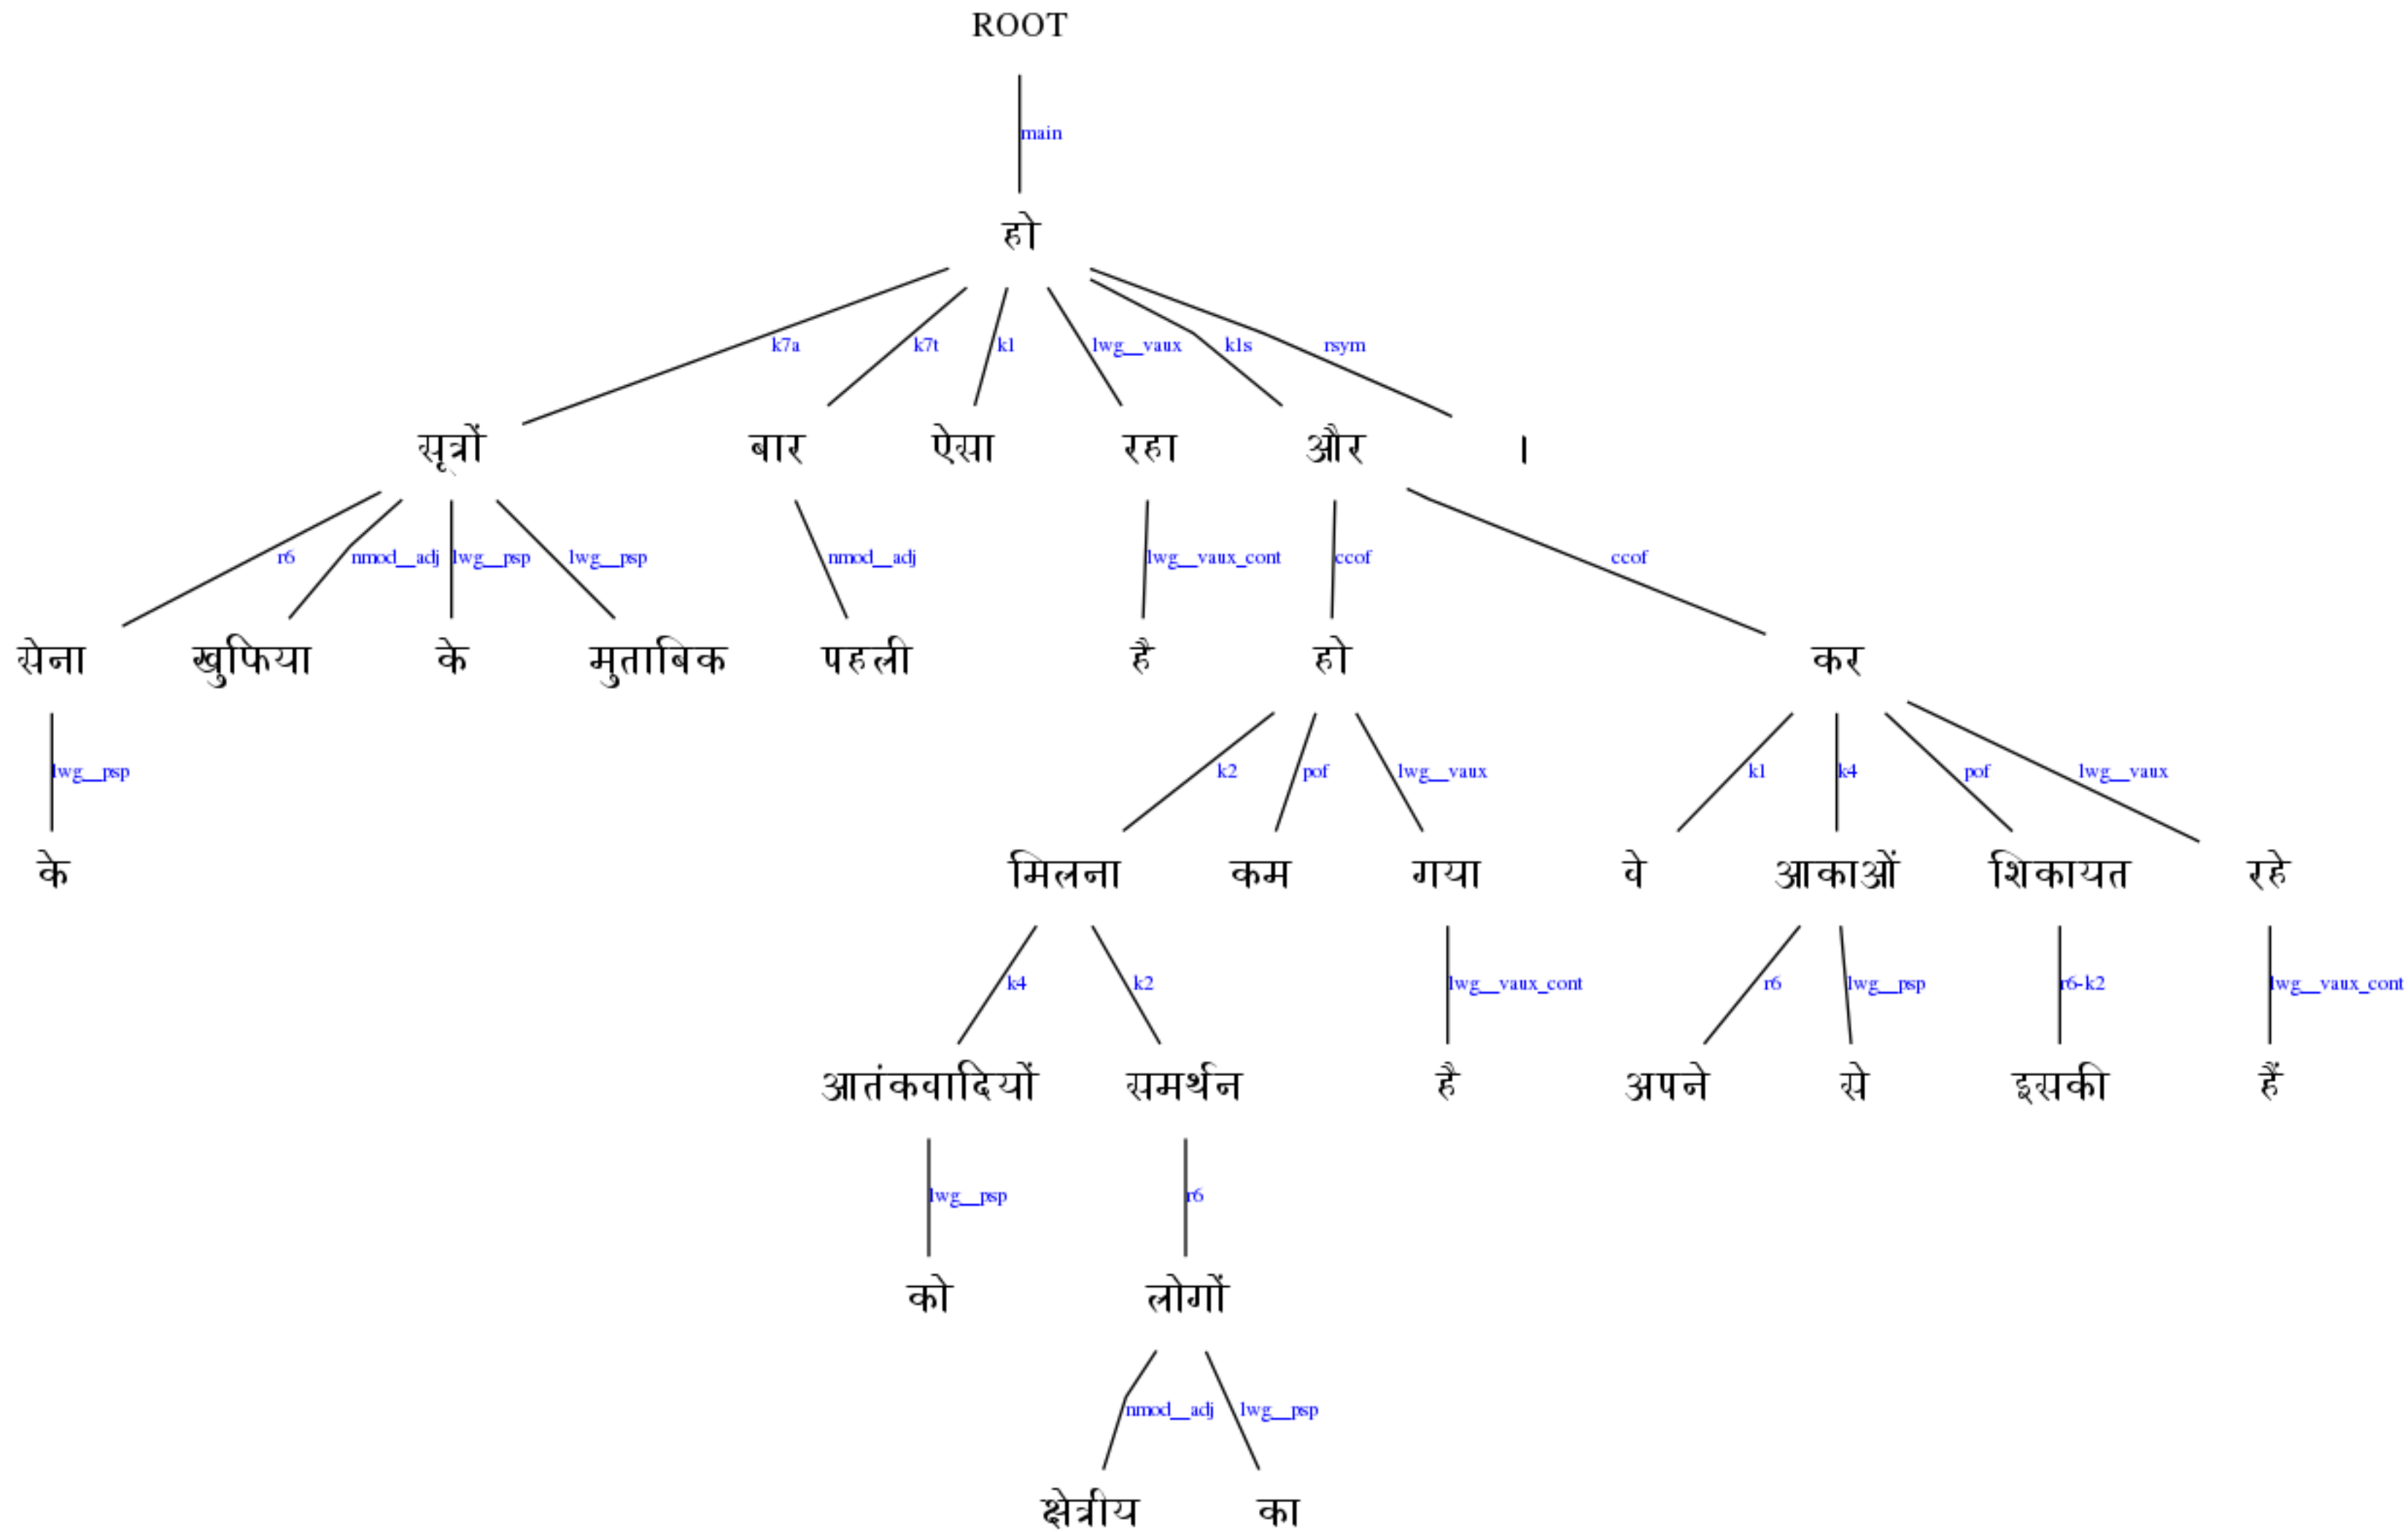 ROOT
main
हो
k7a k7t k1 lwg__vaux k1s rsym
सूत्रों बार ऐसा रहा और ।
r6 nmod__adj lwg__psp lwg__psp nmod__adj lwg__vaux_cont ccof ccof
सेना खुफिया के मुताबिक पहली है हो कर
lwg__psp k2 pof lwg__vaux k1 k4 pof lwg__vaux
के मिलना कम गया वे आकाओं शिकायत रहे
k4 k2 lwg__vaux_cont r6 lwg__psp r6-k2 lwg__vaux_cont
आतंकवादियों समर्थन है अपने से इसकी हैं
lwg__psp r6
को लोगों
nmod__adj lwg__psp
क्षेत्रीय का